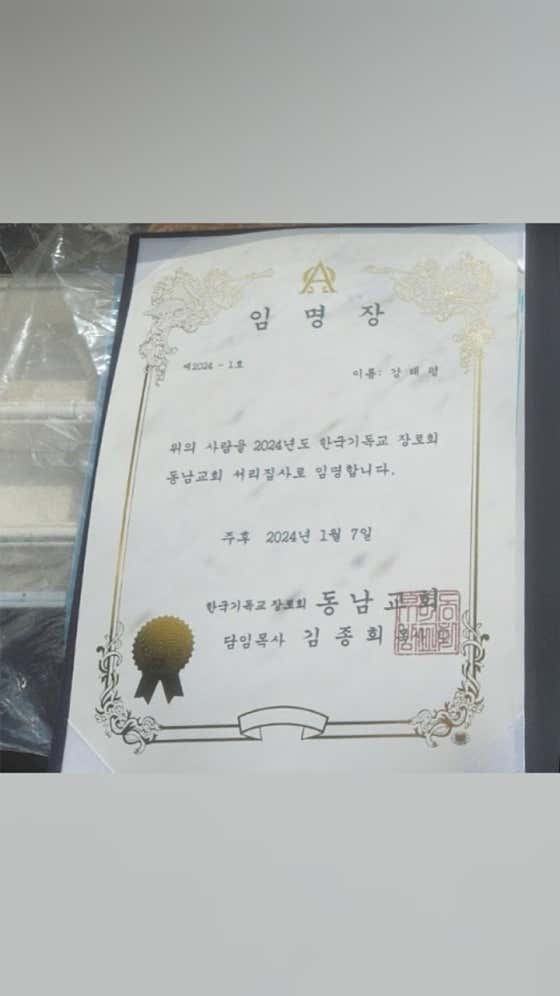 임 명 장
제2024 - 1호
이름: 강 태 평
위의 사람을 2024년도 한국기독교 장로회
동남교회 서리집사로 임명합니다.
주후 2024년 1월 7일
한국기독교 장로회 동 남 교 회
담임목사 김 종 희